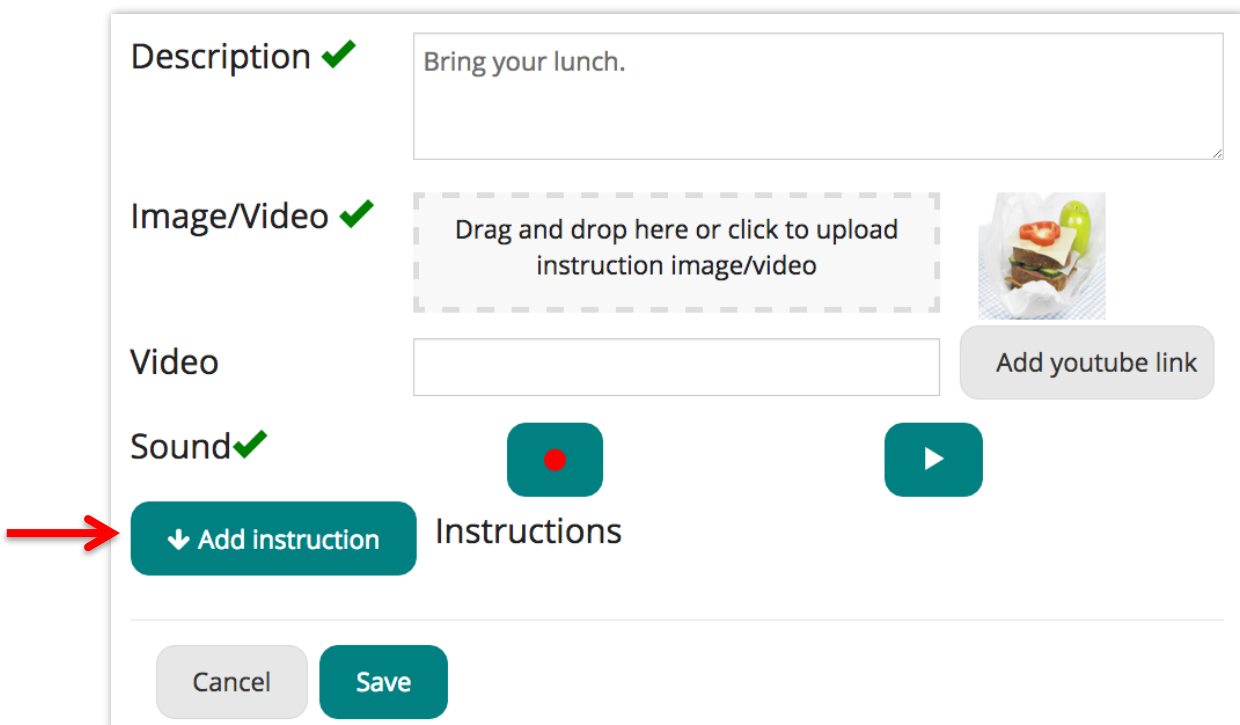 Description
Bring your lunch.
Image/Video
Drag and drop here or click to upload
instruction image/video
Video
Add youtube link
Sound
Add instruction
Instructions
Cancel
Save